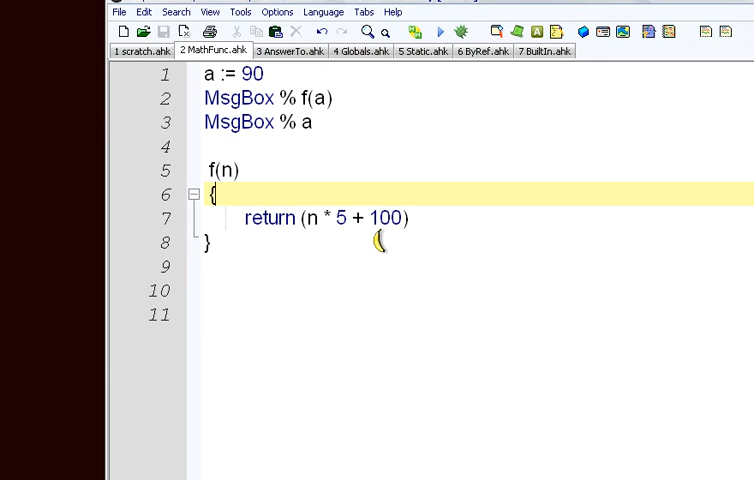 File Edit Search View Tools Options Language Tabs Help
1 scratch.ahk 2 MathFunc.ahk 3 AnswerTo.ahk 4 Globals.ahk 5 Static.ahk 6 ByRef.ahk 7 BuiltIn.ahk
1 a := 90
2 MsgBox % f(a)
3 MsgBox % a
4
5 f(n)
6 {
7 return (n * 5 + 100)
8 }
9
10
11